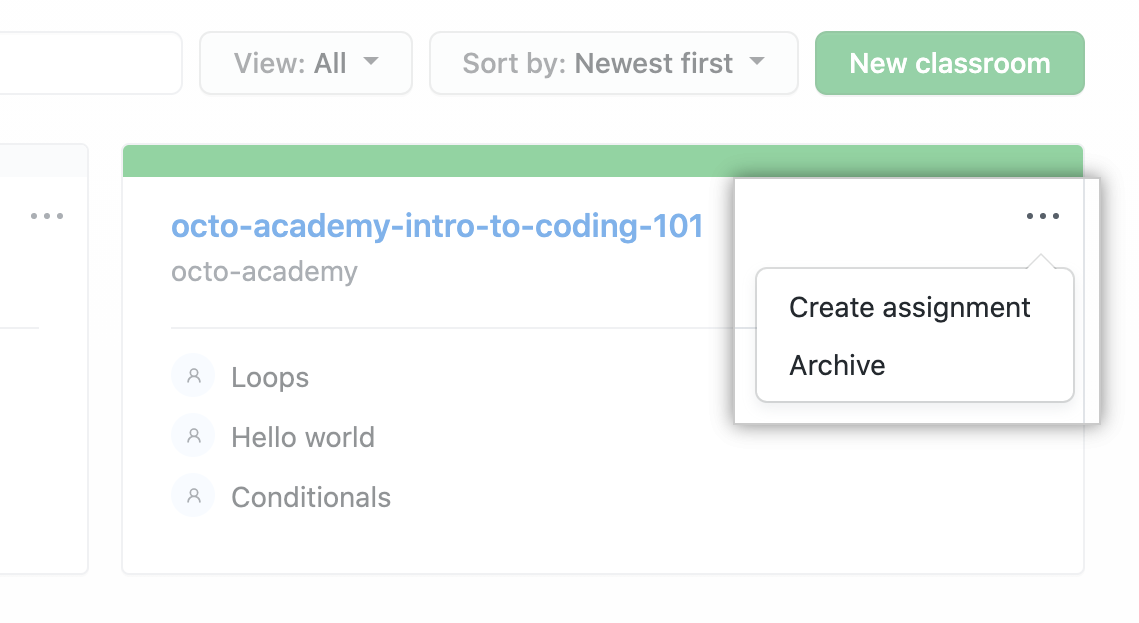 View: All
Sort by: Newest first
New classroom
octo-academy-intro-to-coding-101
octo-academy
Create assignment
Archive
Loops
Hello world
Conditionals